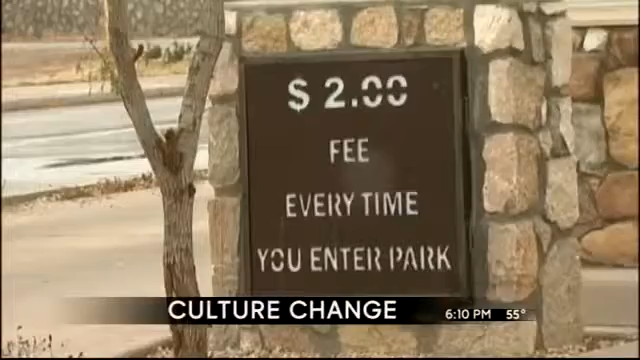 $ 2.00
FEE
EVERY TIME
YOU ENTER PARK
CULTURE CHANGE
6:10 PM 55°